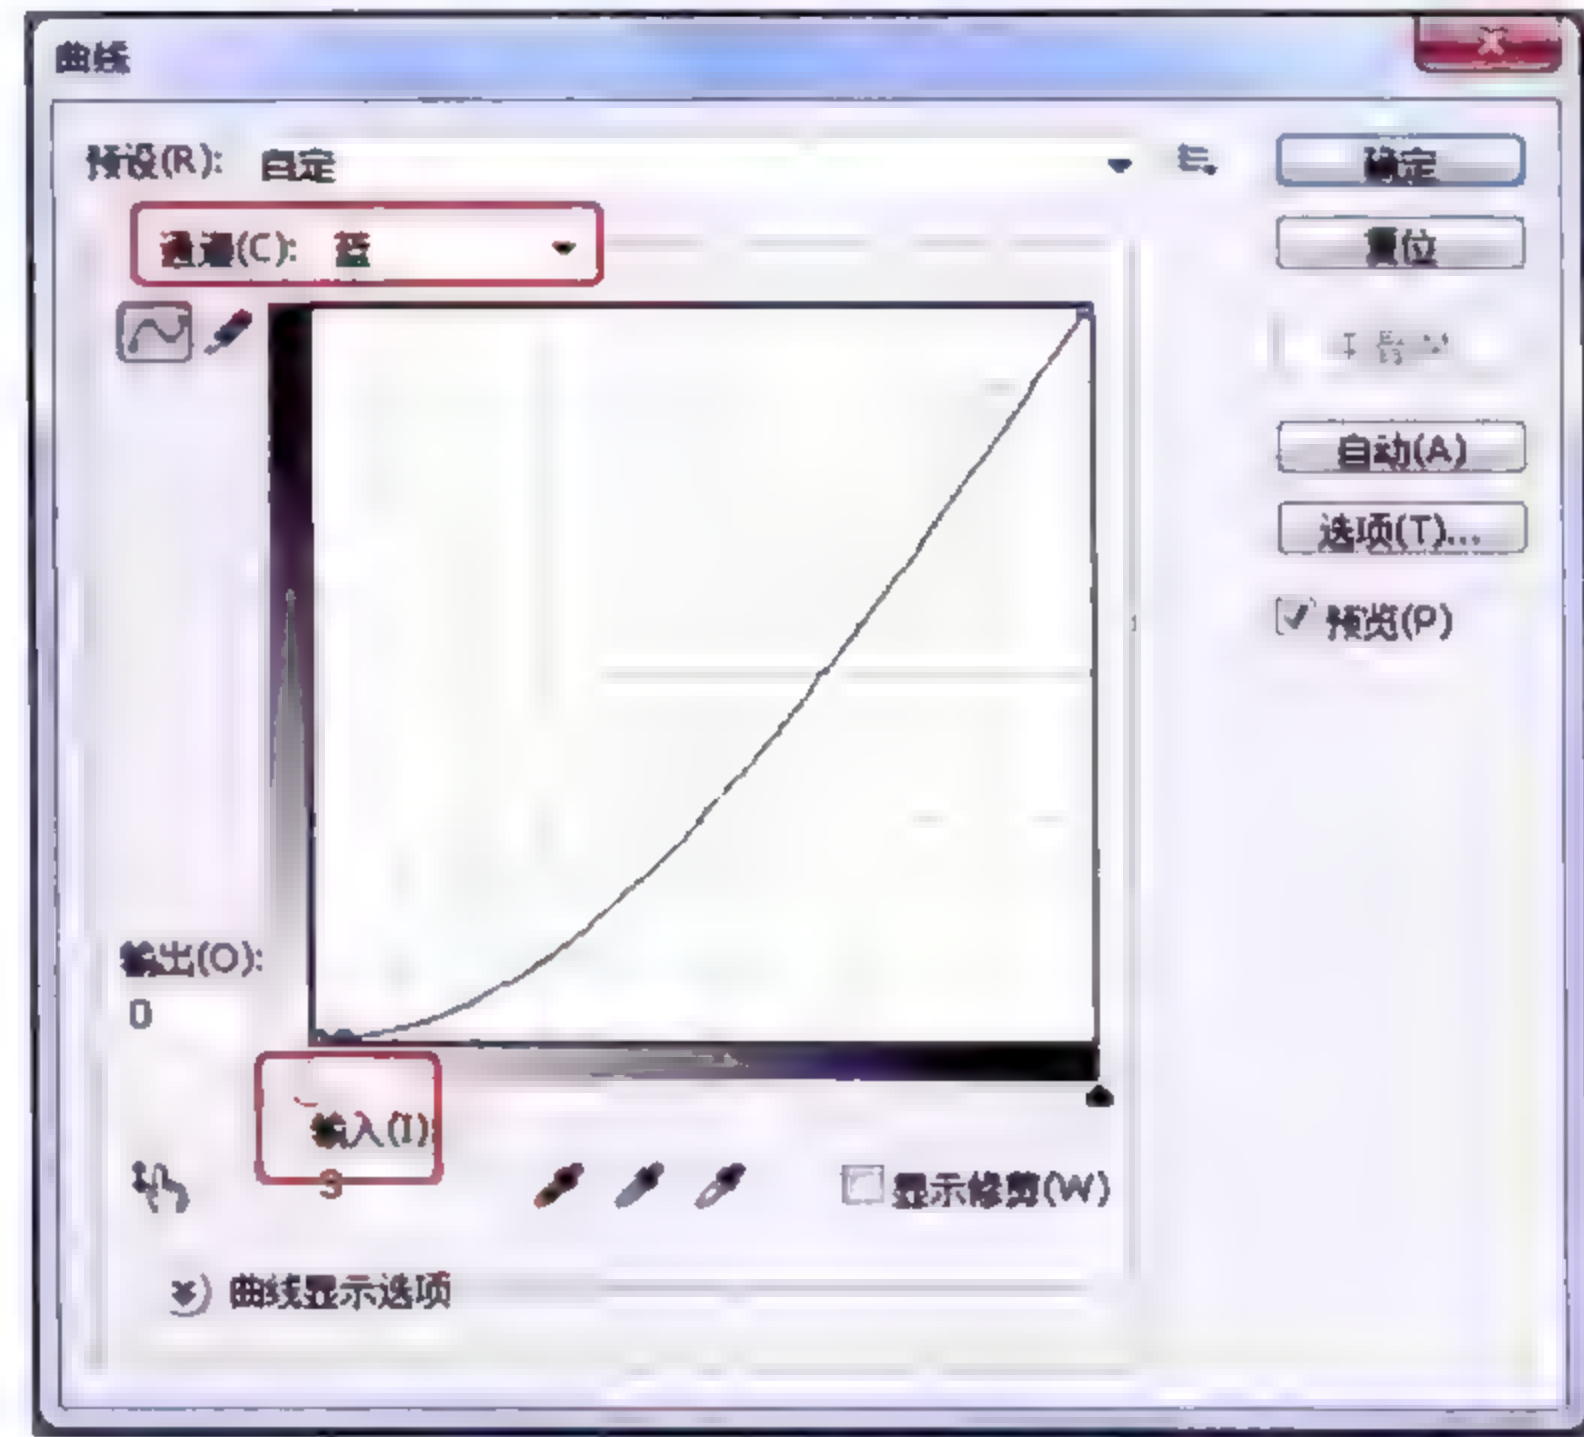 曲线
预设(R): 自定
确定
通道(C): 蓝
复位
自动(A)
选项(T)...
预览(P)
输出(O):
0
输入(I):
3
显示修剪(W)
曲线显示选项